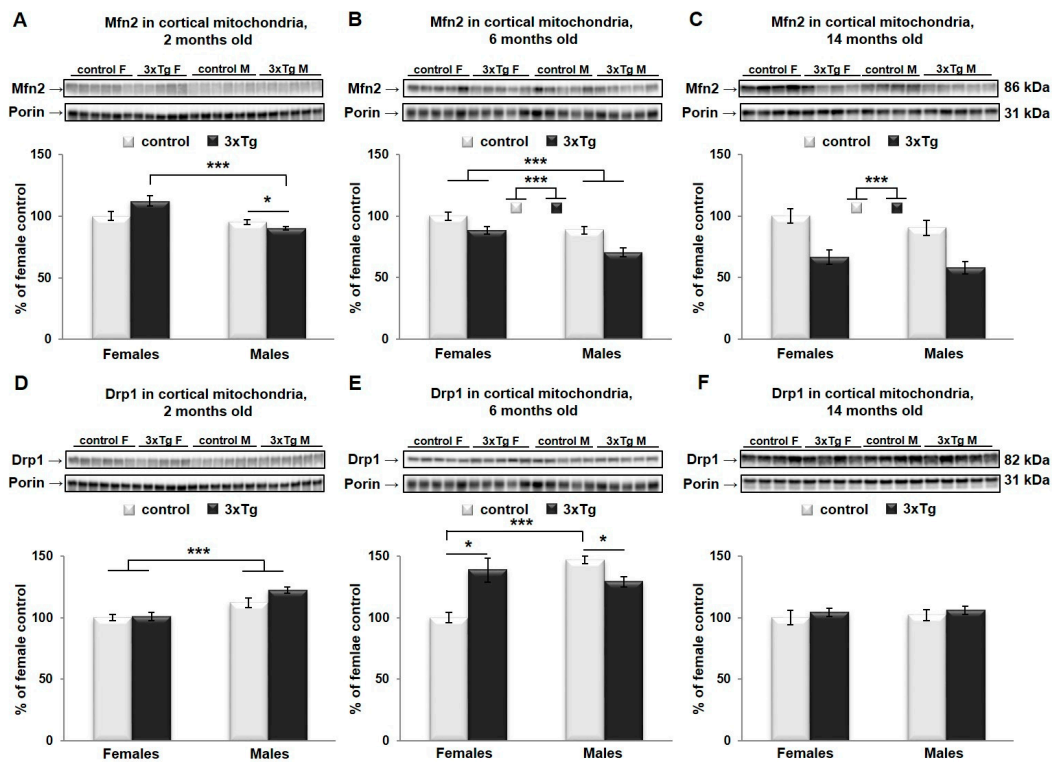 A
Mfn2 in cortical mitochondria,
2 months old
control F 3xTg F control M 3xTg M
Mfn2 →
Porin →
control 3xTg
***
*
% of female control
150
100
50
0
Females Males
B
Mfn2 in cortical mitochondria,
6 months old
control F 3xTg F control M 3xTg M
Mfn2 →
Porin →
control 3xTg
***
***
% of female control
150
100
50
0
Females Males
C
Mfn2 in cortical mitochondria,
14 months old
control F 3xTg F control M 3xTg M
Mfn2 → 86 kDa
Porin → 31 kDa
control 3xTg
***
% of female control
150
100
50
0
Females Males
D
Drp1 in cortical mitochondria,
2 months old
control F 3xTg F control M 3xTg M
Drp1 →
Porin →
control 3xTg
***
% of female control
150
100
50
0
Females Males
E
Drp1 in cortical mitochondria,
6 months old
control F 3xTg F control M 3xTg M
Drp1 →
Porin →
control 3xTg
***
* *
% of femlae control
150
100
50
0
Females Males
F
Drp1 in cortical mitochondria,
14 months old
control F 3xTg F control M 3xTg M
Drp1 → 82 kDa
Porin → 31 kDa
control 3xTg
% of female control
150
100
50
0
Females Males